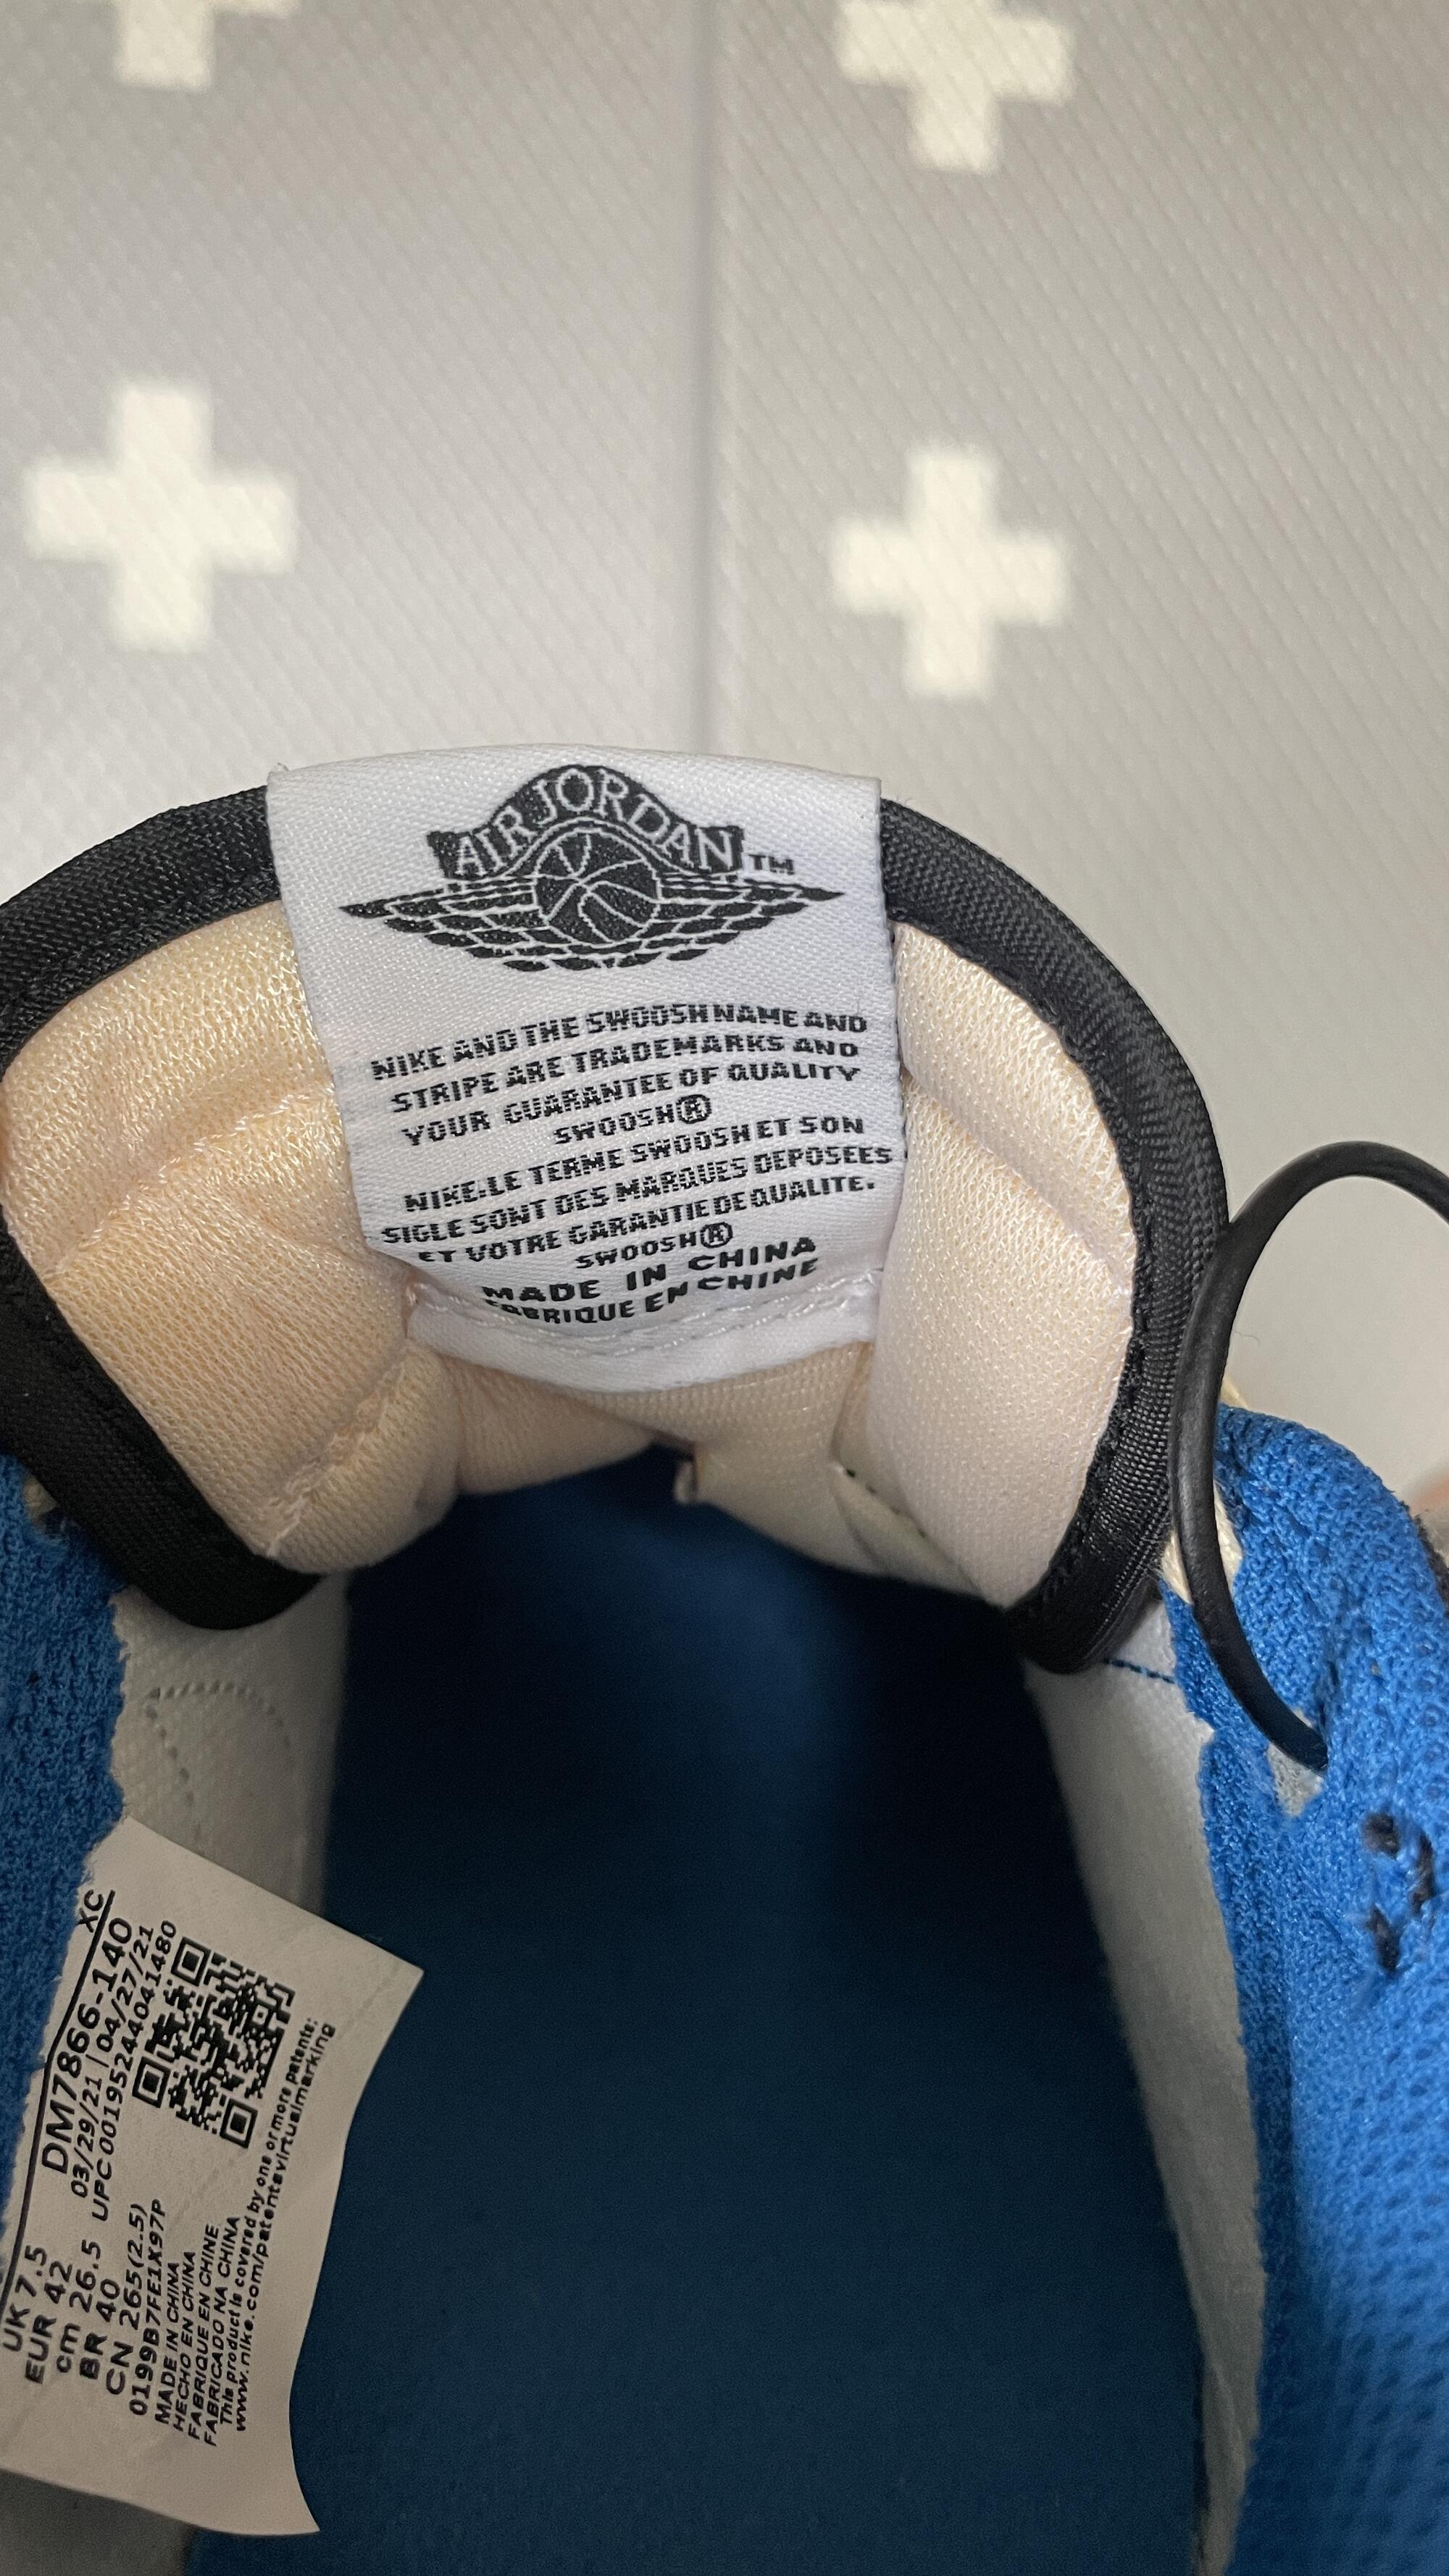 AIR JORDAN™
NIKE AND THE SWOOSH NAME AND
STRIPE ARE TRADEMARKS AND
YOUR GUARANTEE OF QUALITY
SWOOSH®
NIKE:LE TERME SWOOSH ET SON
SIGLE SONT DES MARQUES DEPOSEES
ET VOTRE GARANTIE DE QUALITE.
SWOOSH®
MADE IN CHINA
FABRIQUE EN CHINE
XC
UK 7.5 DM7866-140
EUR 42 03/29/21 | 04/27/21
cm 26.5 UPC 00195244041480
BR 40
CN 265(2.5)
0199B7FE1X97P
MADE IN CHINA
HECHO EN CHINA
FABRIQUE EN CHINE
FABRICADO NA CHINA
This product is covered by one or more patents:
www.nike.com/patentsvirtualmarking